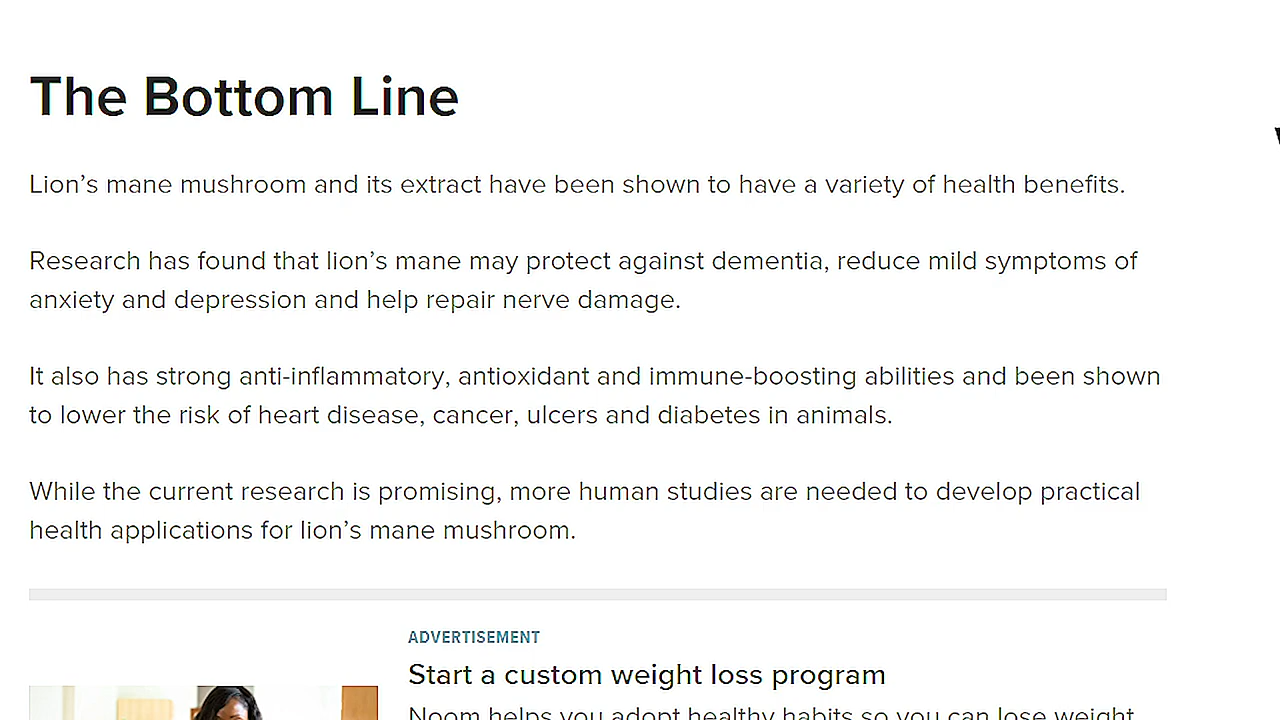 The Bottom Line
Lion's mane mushroom and its extract have been shown to have a variety of health benefits.
Research has found that lion's mane may protect against dementia, reduce mild symptoms of
anxiety and depression and help repair nerve damage.
It also has strong anti-inflammatory, antioxidant and immune-boosting abilities and been shown
to lower the risk of heart disease, cancer, ulcers and diabetes in animals.
While the current research is promising, more human studies are needed to develop practical
health applications for lion's mane mushroom.
ADVERTISEMENT
Start a custom weight loss program
Noom helps you adopt healthy habits so you can lose weight